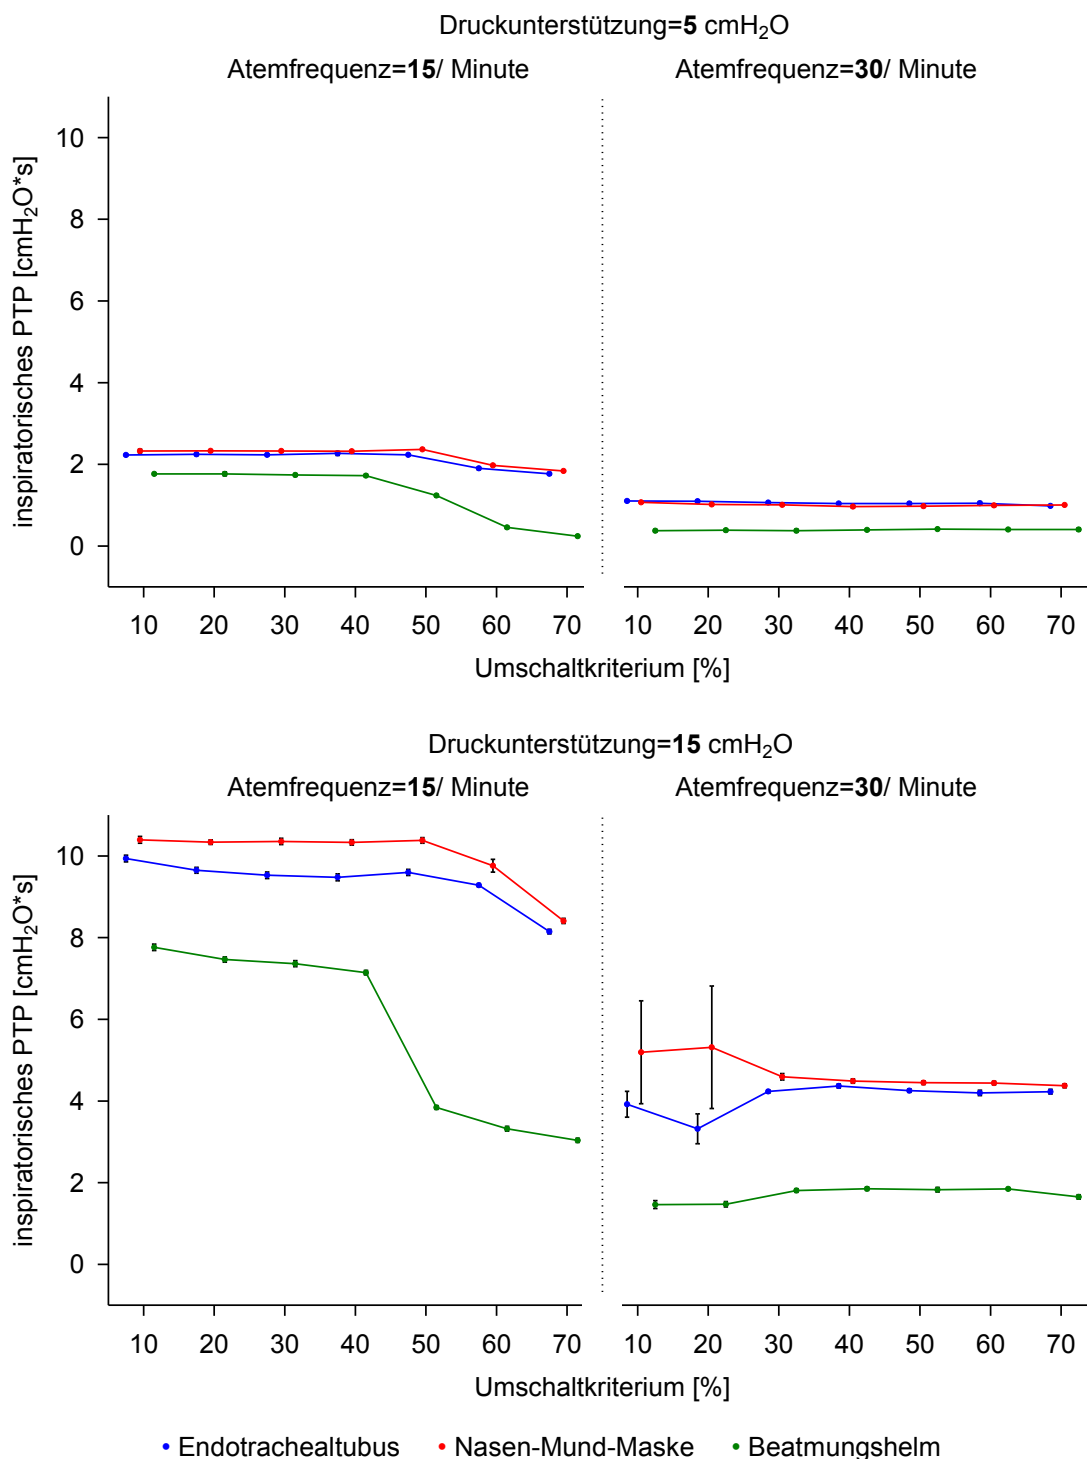 Druckunterstützung=5 cmH₂O
Atemfrequenz=15/ Minute Atemfrequenz=30/ Minute
inspiratorisches PTP [cmH₂O*s]
10
8
6
4
2
0
10 20 30 40 50 60 70 10 20 30 40 50 60 70
Umschaltkriterium [%]
Druckunterstützung=15 cmH₂O
Atemfrequenz=15/ Minute Atemfrequenz=30/ Minute
inspiratorisches PTP [cmH₂O*s]
10
8
6
4
2
0
10 20 30 40 50 60 70 10 20 30 40 50 60 70
Umschaltkriterium [%]
Endotrachealtubus Nasen-Mund-Maske Beatmungshelm